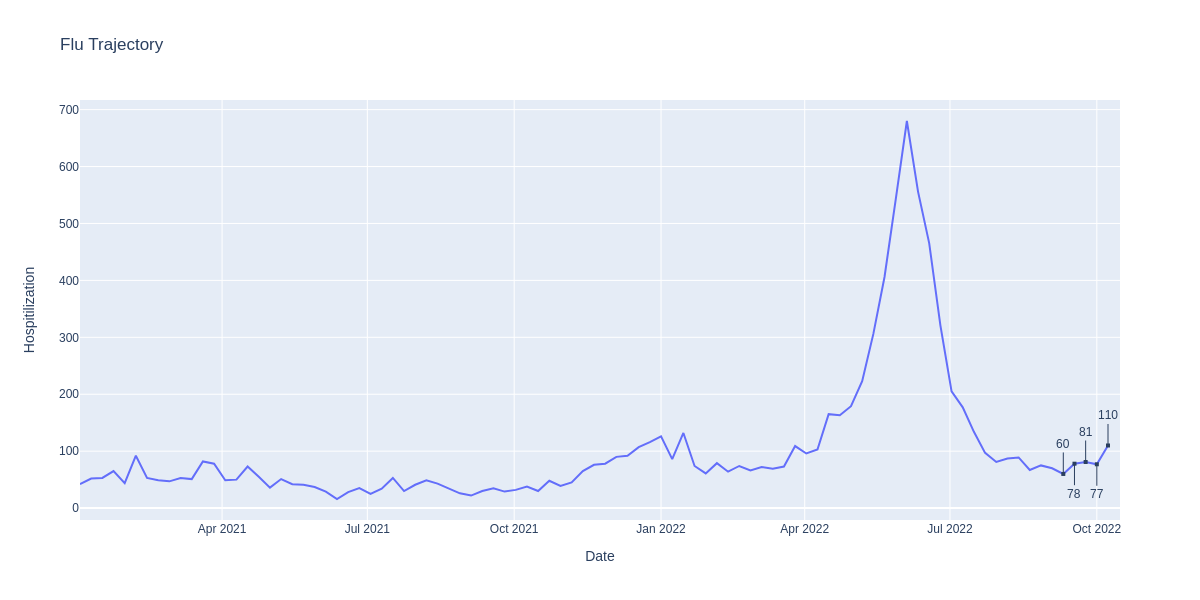 Flu Trajectory
700
600
500
400
300
200
100
0
Hospitilization
60
81
110
78
77
Apr 2021
Jul 2021
Oct 2021
Jan 2022
Apr 2022
Jul 2022
Oct 2022
Date